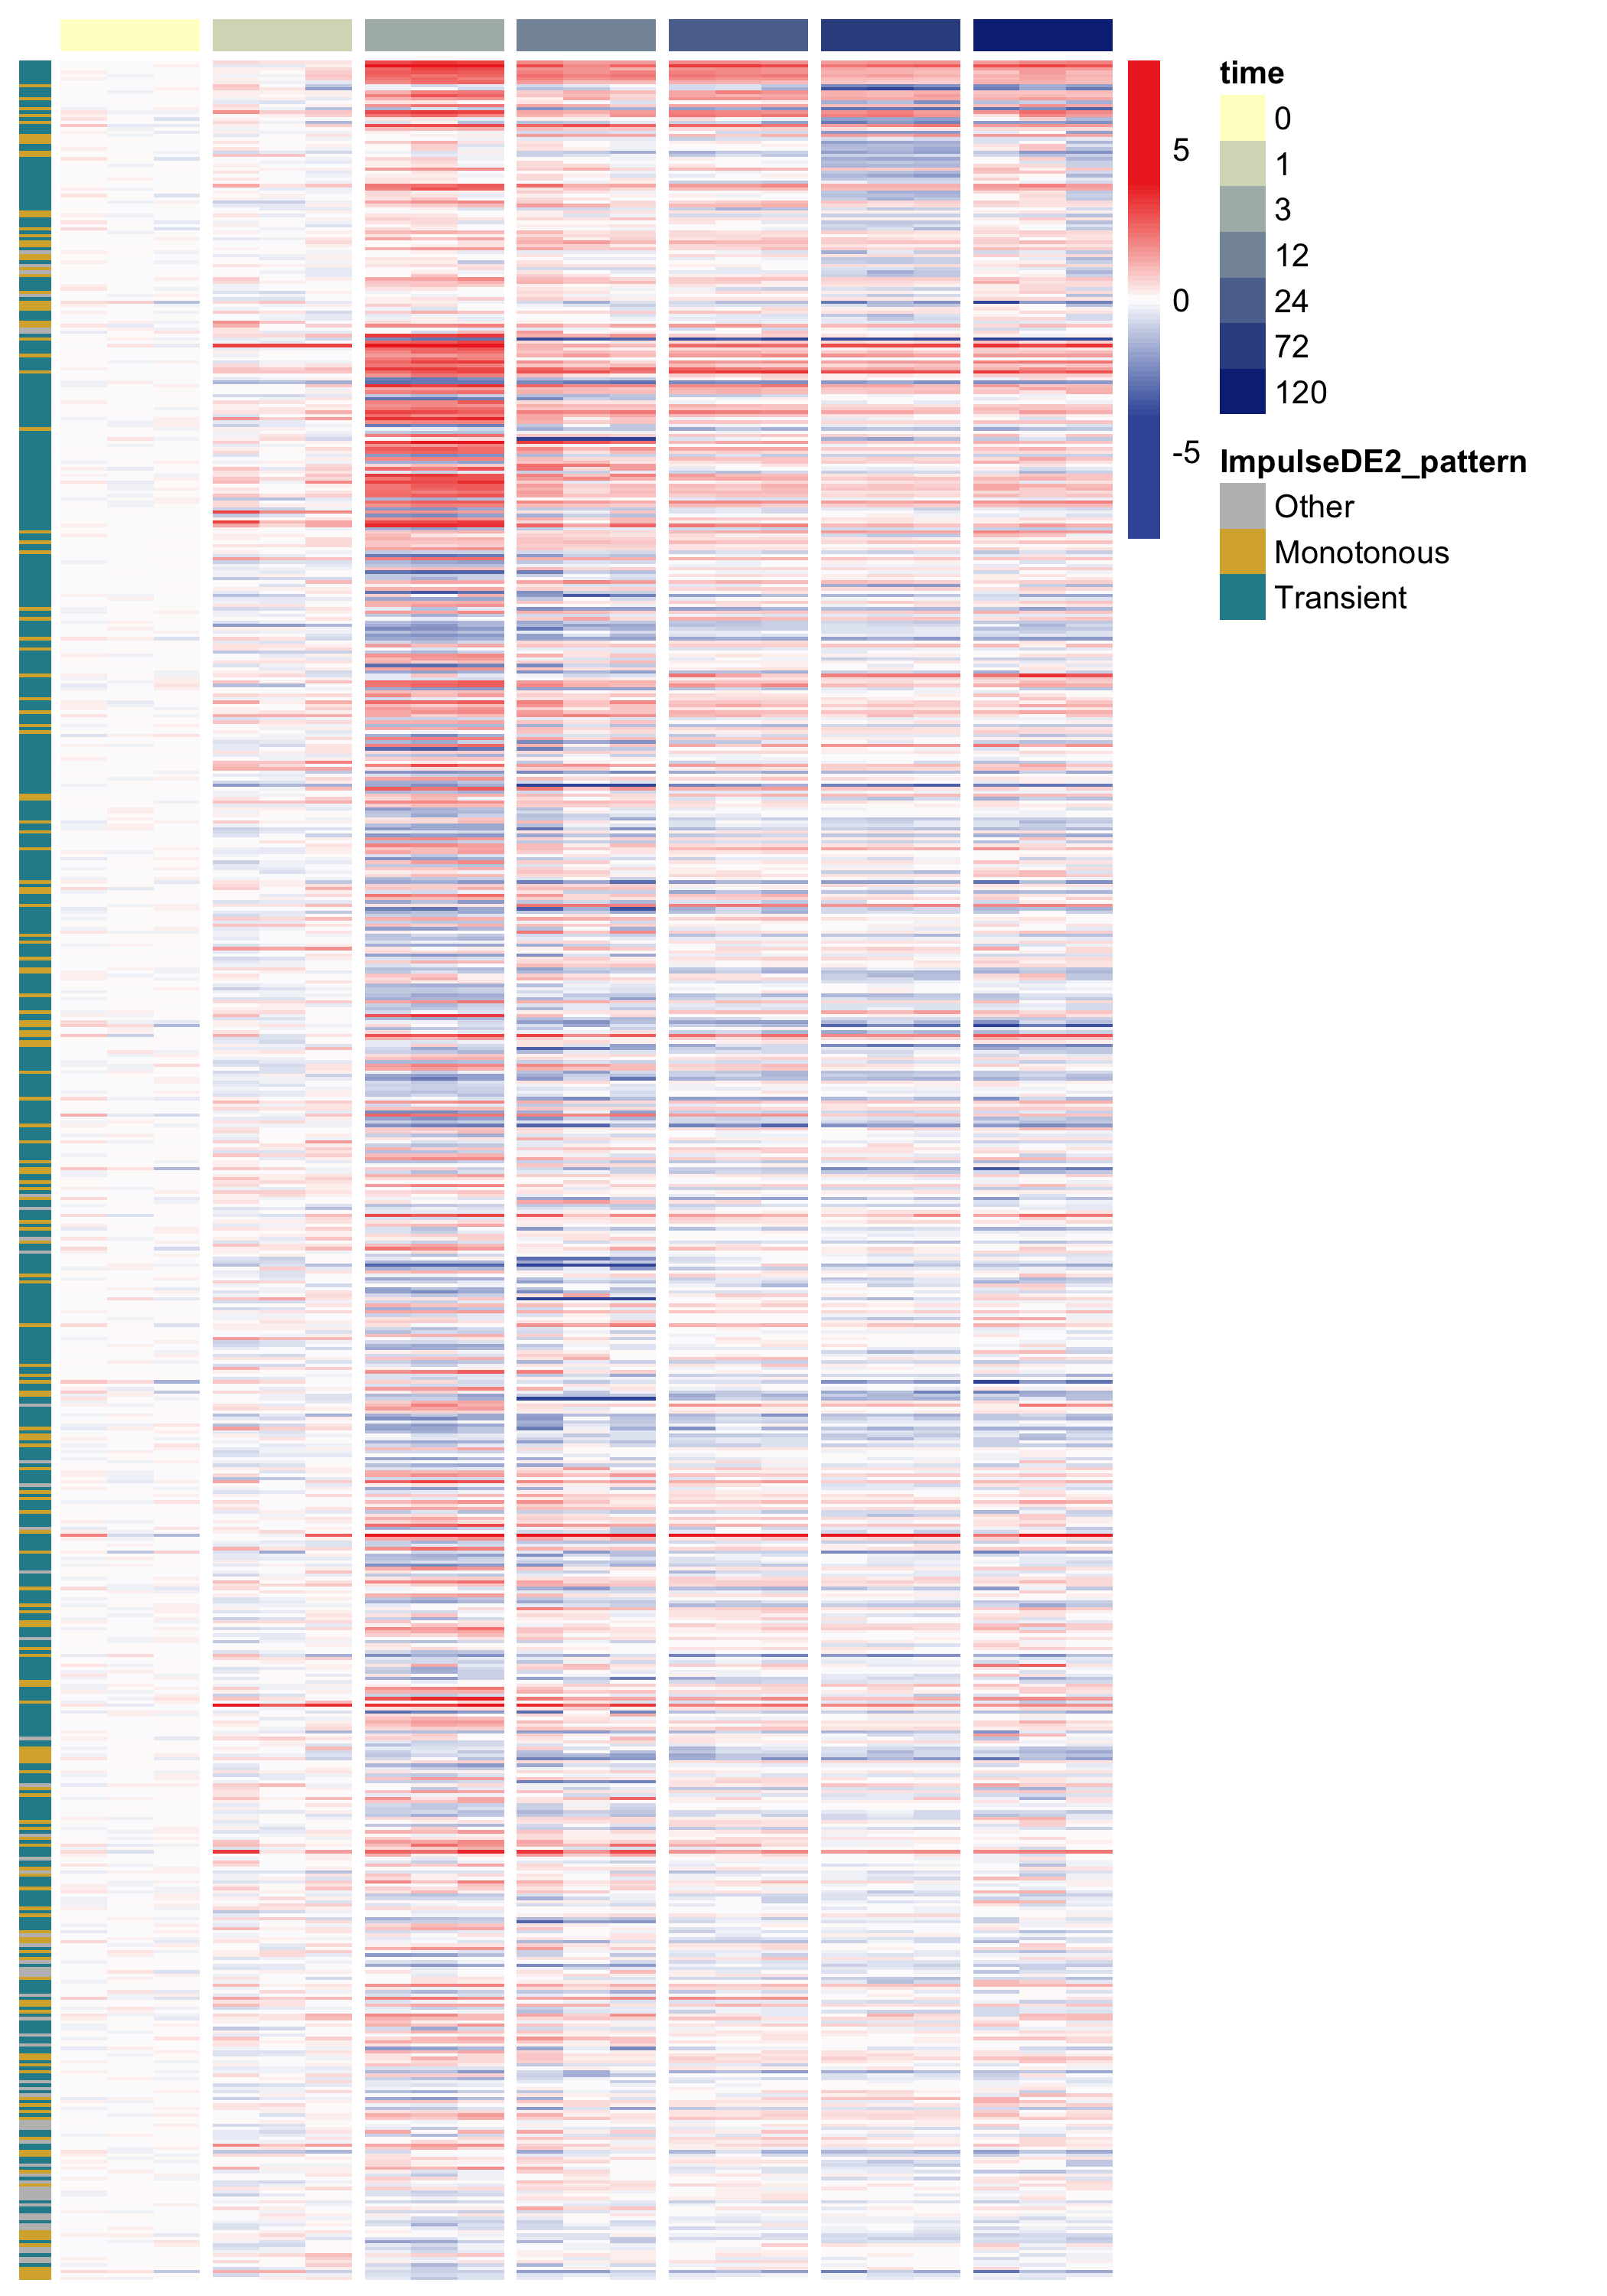 time
0
1
3
12
24
72
120
5
0
-5
ImpulseDE2_pattern
Other
Monotonous
Transient